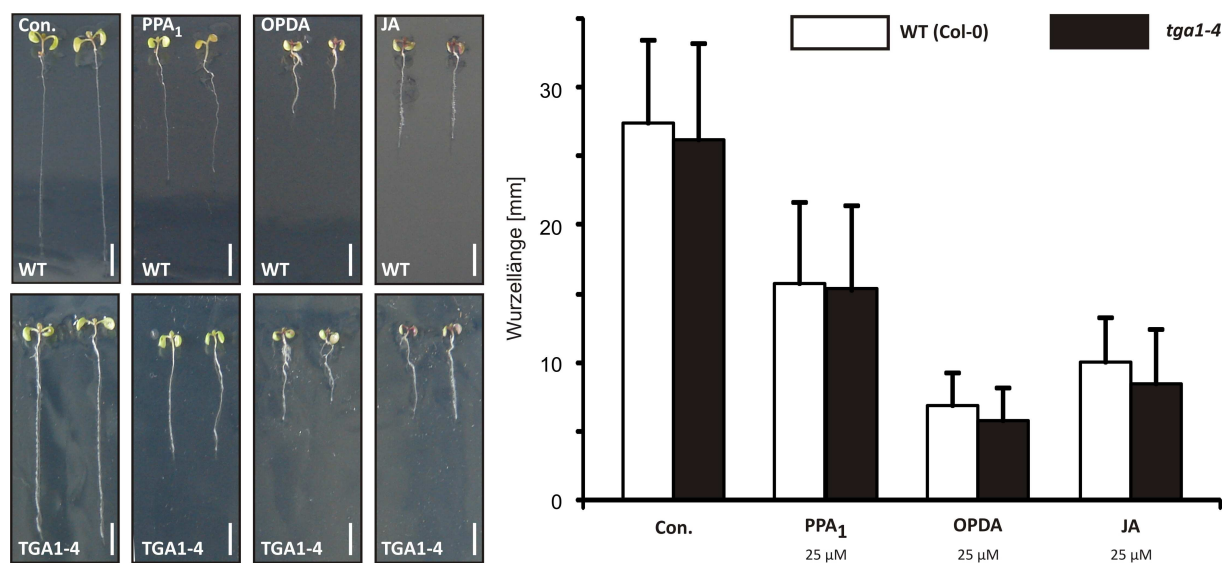 Con.
PPA1
OPDA
JA
WT
WT
WT
WT
TGA1-4
TGA1-4
TGA1-4
TGA1-4
WT (Col-0)
tga1-4
Wurzellänge [mm]
30
20
10
0
Con.
PPA1
OPDA
JA
25 µM
25 µM
25 µM